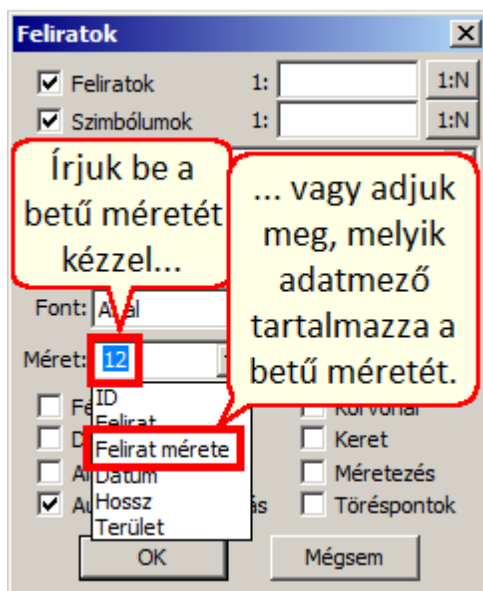 Feliratok
Feliratok 1: 1:N
Szimbólumok 1: 1:N
Írjuk be a
betű méretét
kézzel...
... vagy adjuk
meg, melyik
adatmező
tartalmazza a
betű méretét.
Font:
Méret: 12
ID
Felirat
Felirat mérete
Dátum
Hossz
Terület
Körvonal
Keret
Méretezés
Töréspontok
OK Mégsem